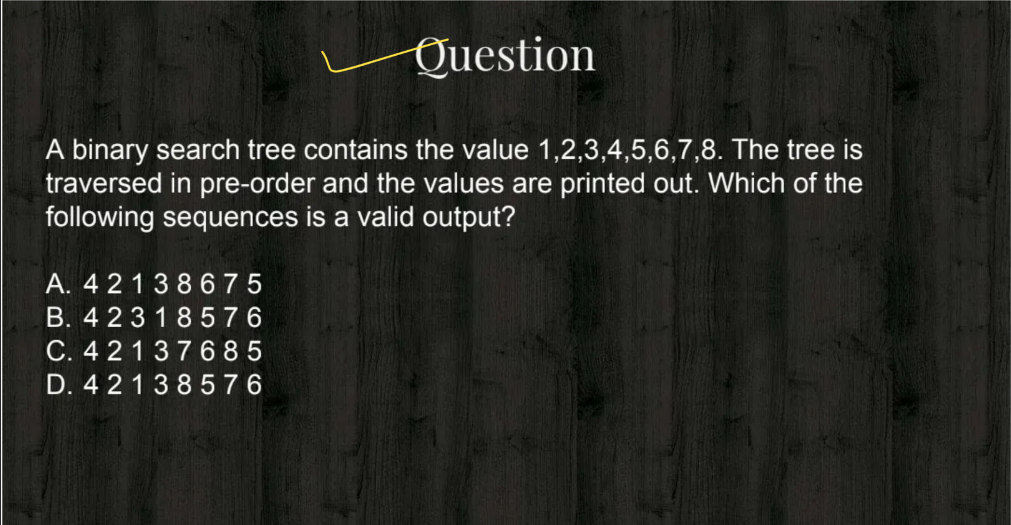 Question
A binary search tree contains the value 1,2,3,4,5,6,7,8. The tree is
traversed in pre-order and the values are printed out. Which of the
following sequences is a valid output?
A. 4 2 1 3 8 6 7 5
B. 4 2 3 1 8 5 7 6
C. 4 2 1 3 7 6 8 5
D. 4 2 1 3 8 5 7 6